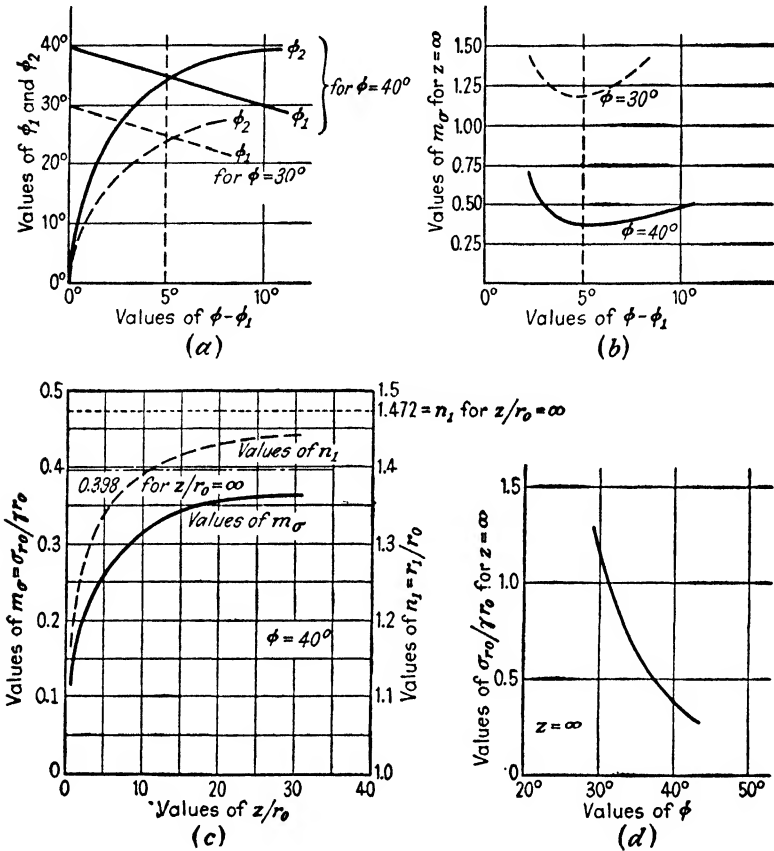 Values of ϕ₁ and ϕ₂
40°
30°
20°
10°
0°
ϕ₂
ϕ₁
for ϕ=40°
ϕ₂
ϕ₁
for ϕ=30°
0° 5° 10°
Values of ϕ-ϕ₁
(a)
Values of m_σ for z=∞
1.50
1.25
1.00
0.75
0.50
0.25
ϕ=30°
ϕ=40°
0° 5° 10°
Values of ϕ-ϕ₁
(b)
Values of m_σ=σ_r₀/γr₀
0.5
0.4
0.3
0.2
0.1
0
1.472 = n₁ for z/r₀=∞
Values of n₁
0.398 for z/r₀=∞
Values of m_σ
ϕ=40°
1.5
1.4
1.3
1.2
1.1
1.0
Values of n₁=r₁/r₀
0 10 20 30 40
Values of z/r₀
(c)
Values of σ_r₀/γr₀ for z=∞
1.5
1.0
0.5
0
z=∞
20° 30° 40° 50°
Values of ϕ
(d)